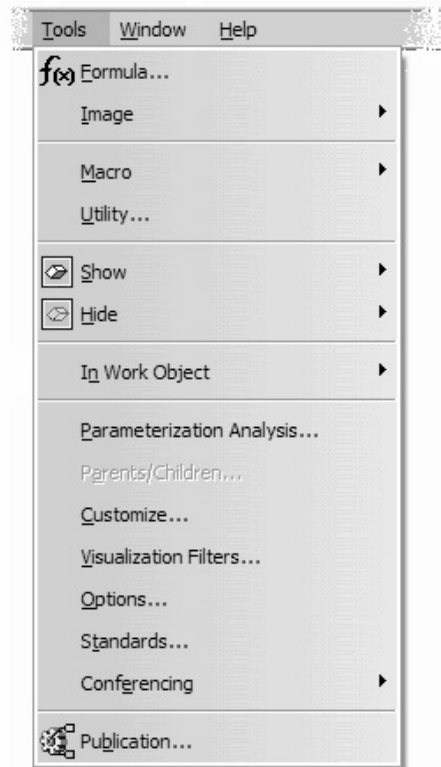 Tools Window Help
f(x) Formula...
Image
Macro
Utility...
Show
Hide
In Work Object
Parameterization Analysis...
Parents/Children...
Customize...
Visualization Filters...
Options...
Standards...
Conferencing
Publication...